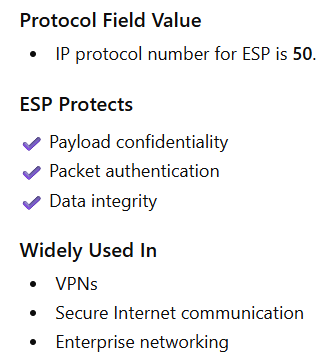 Protocol Field Value
• IP protocol number for ESP is 50.
ESP Protects
✔ Payload confidentiality
✔ Packet authentication
✔ Data integrity
Widely Used In
• VPNs
• Secure Internet communication
• Enterprise networking